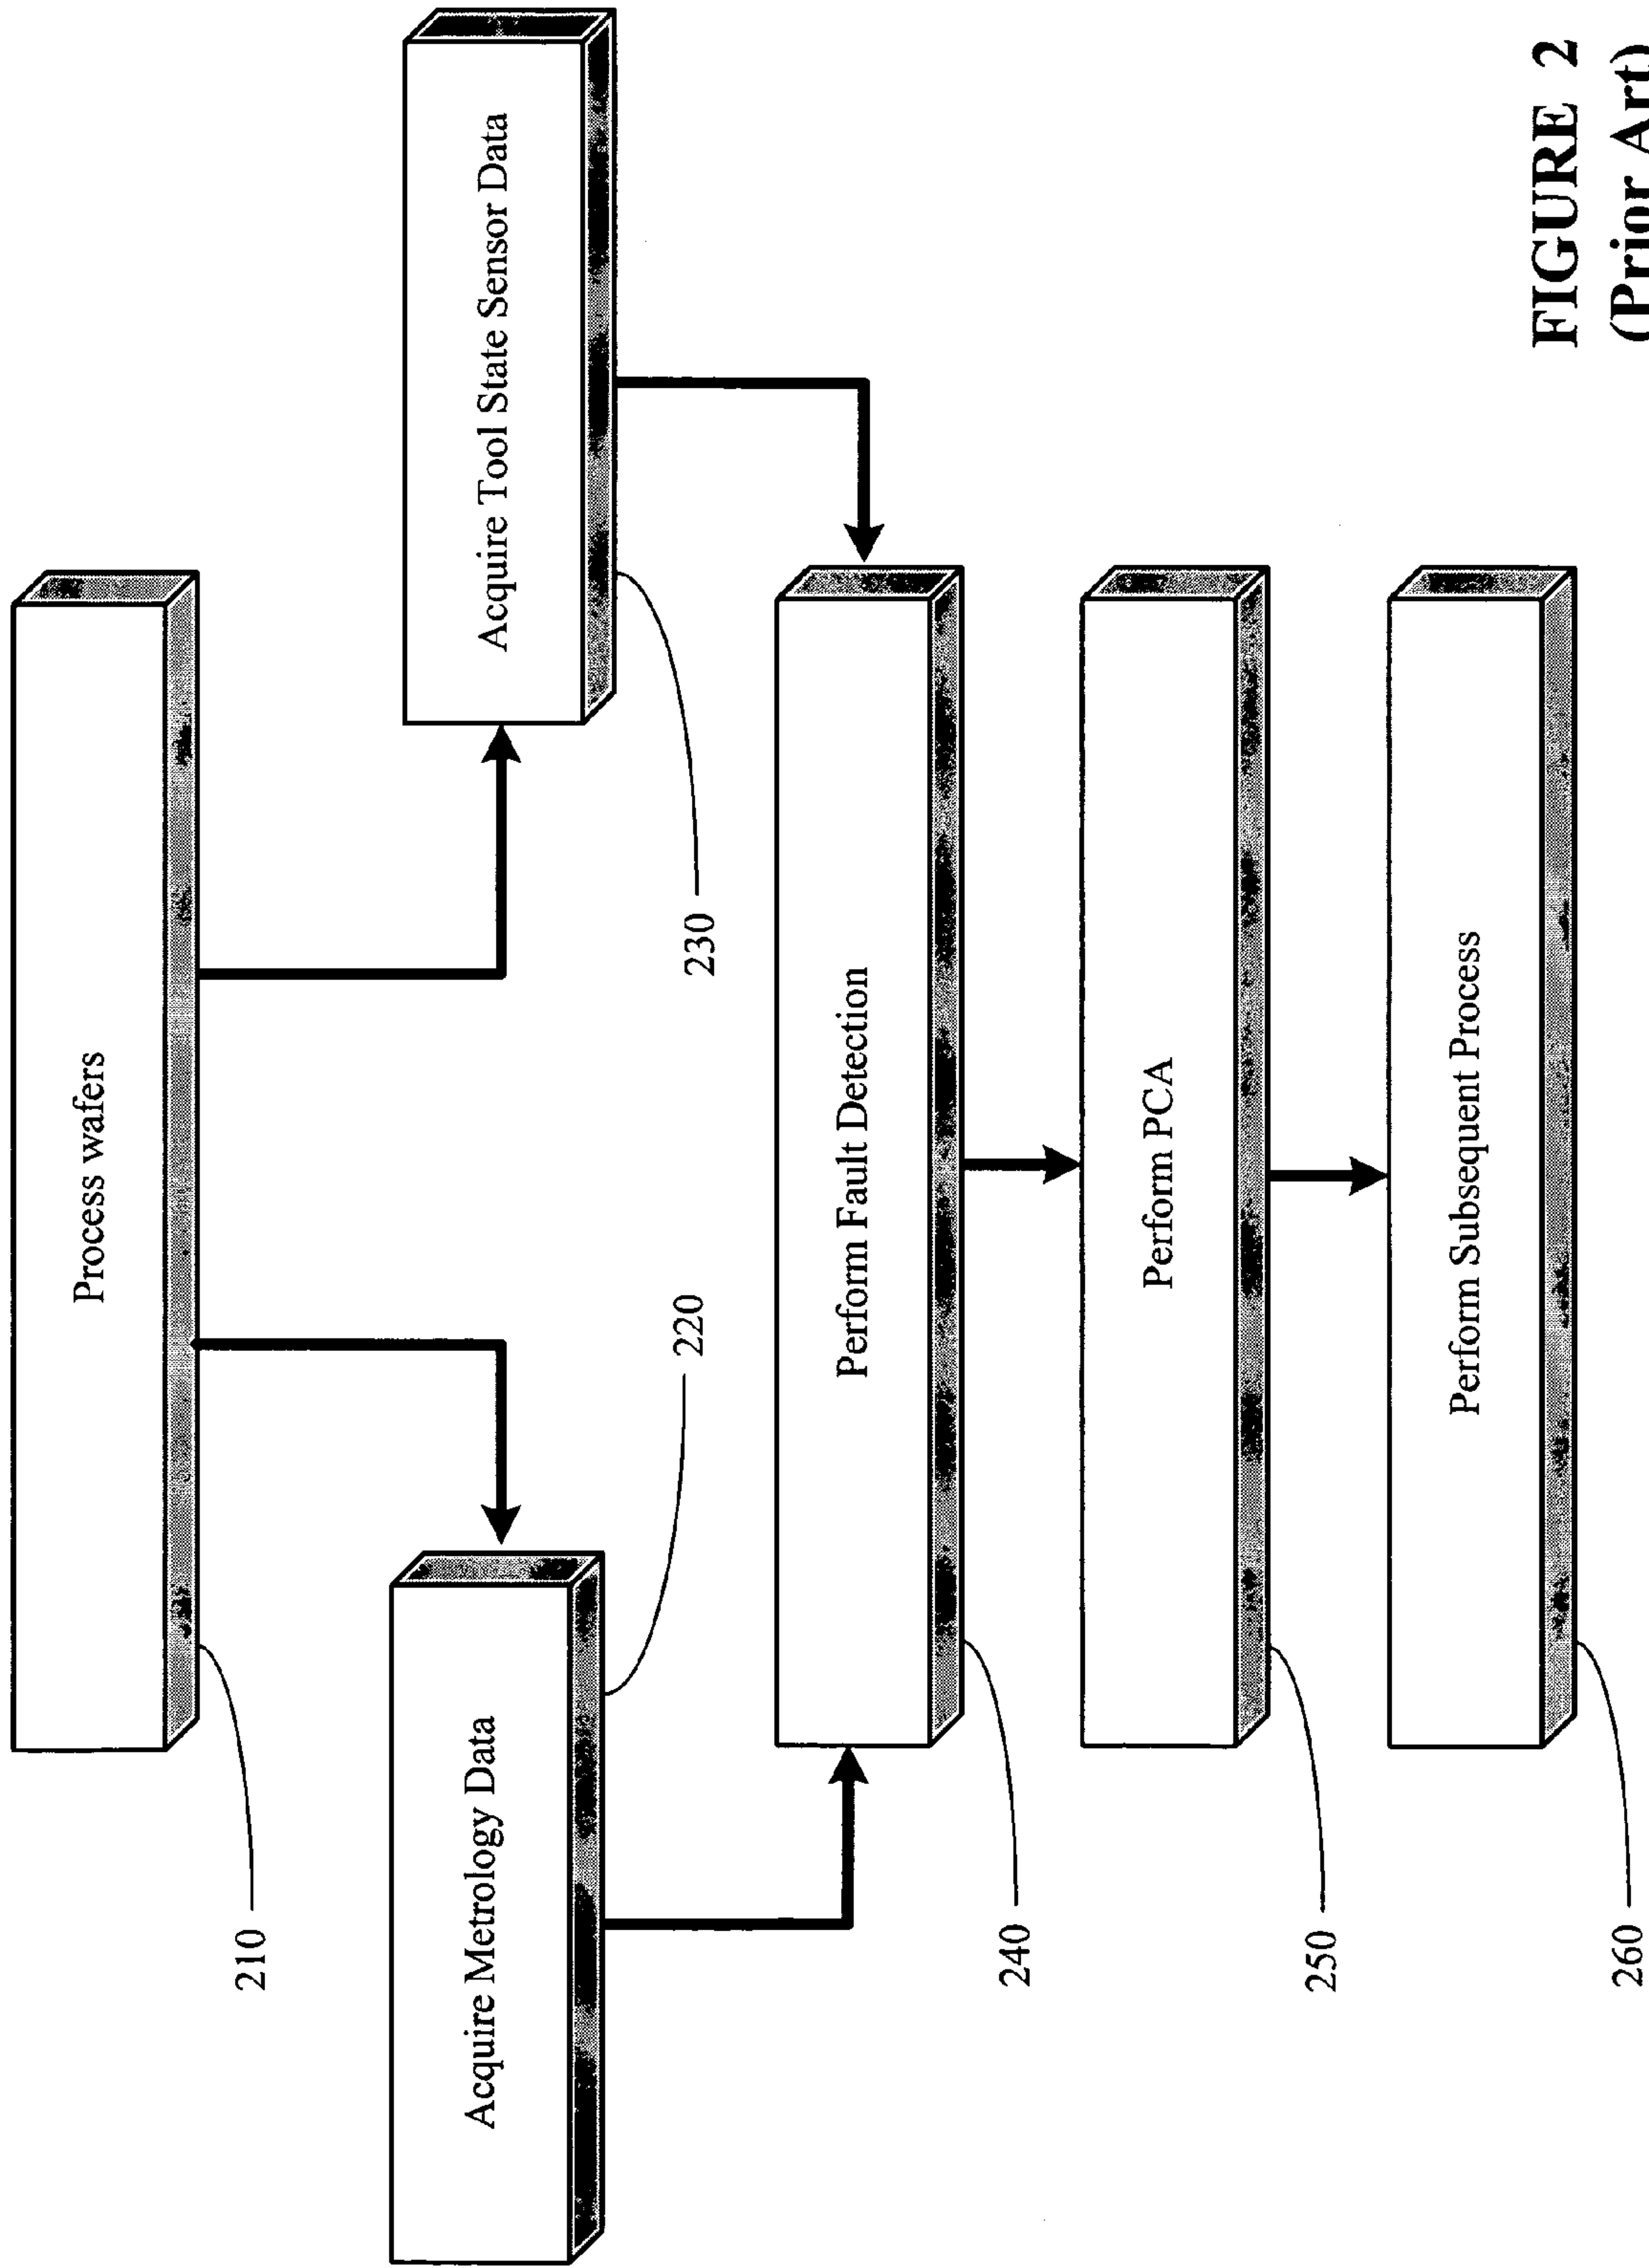 Process wafers
210
Acquire Metrology Data
220
Acquire Tool State Sensor Data
230
Perform Fault Detection
240
Perform PCA
250
Perform Subsequent Process
260
FIGURE 2
(Prior Art)